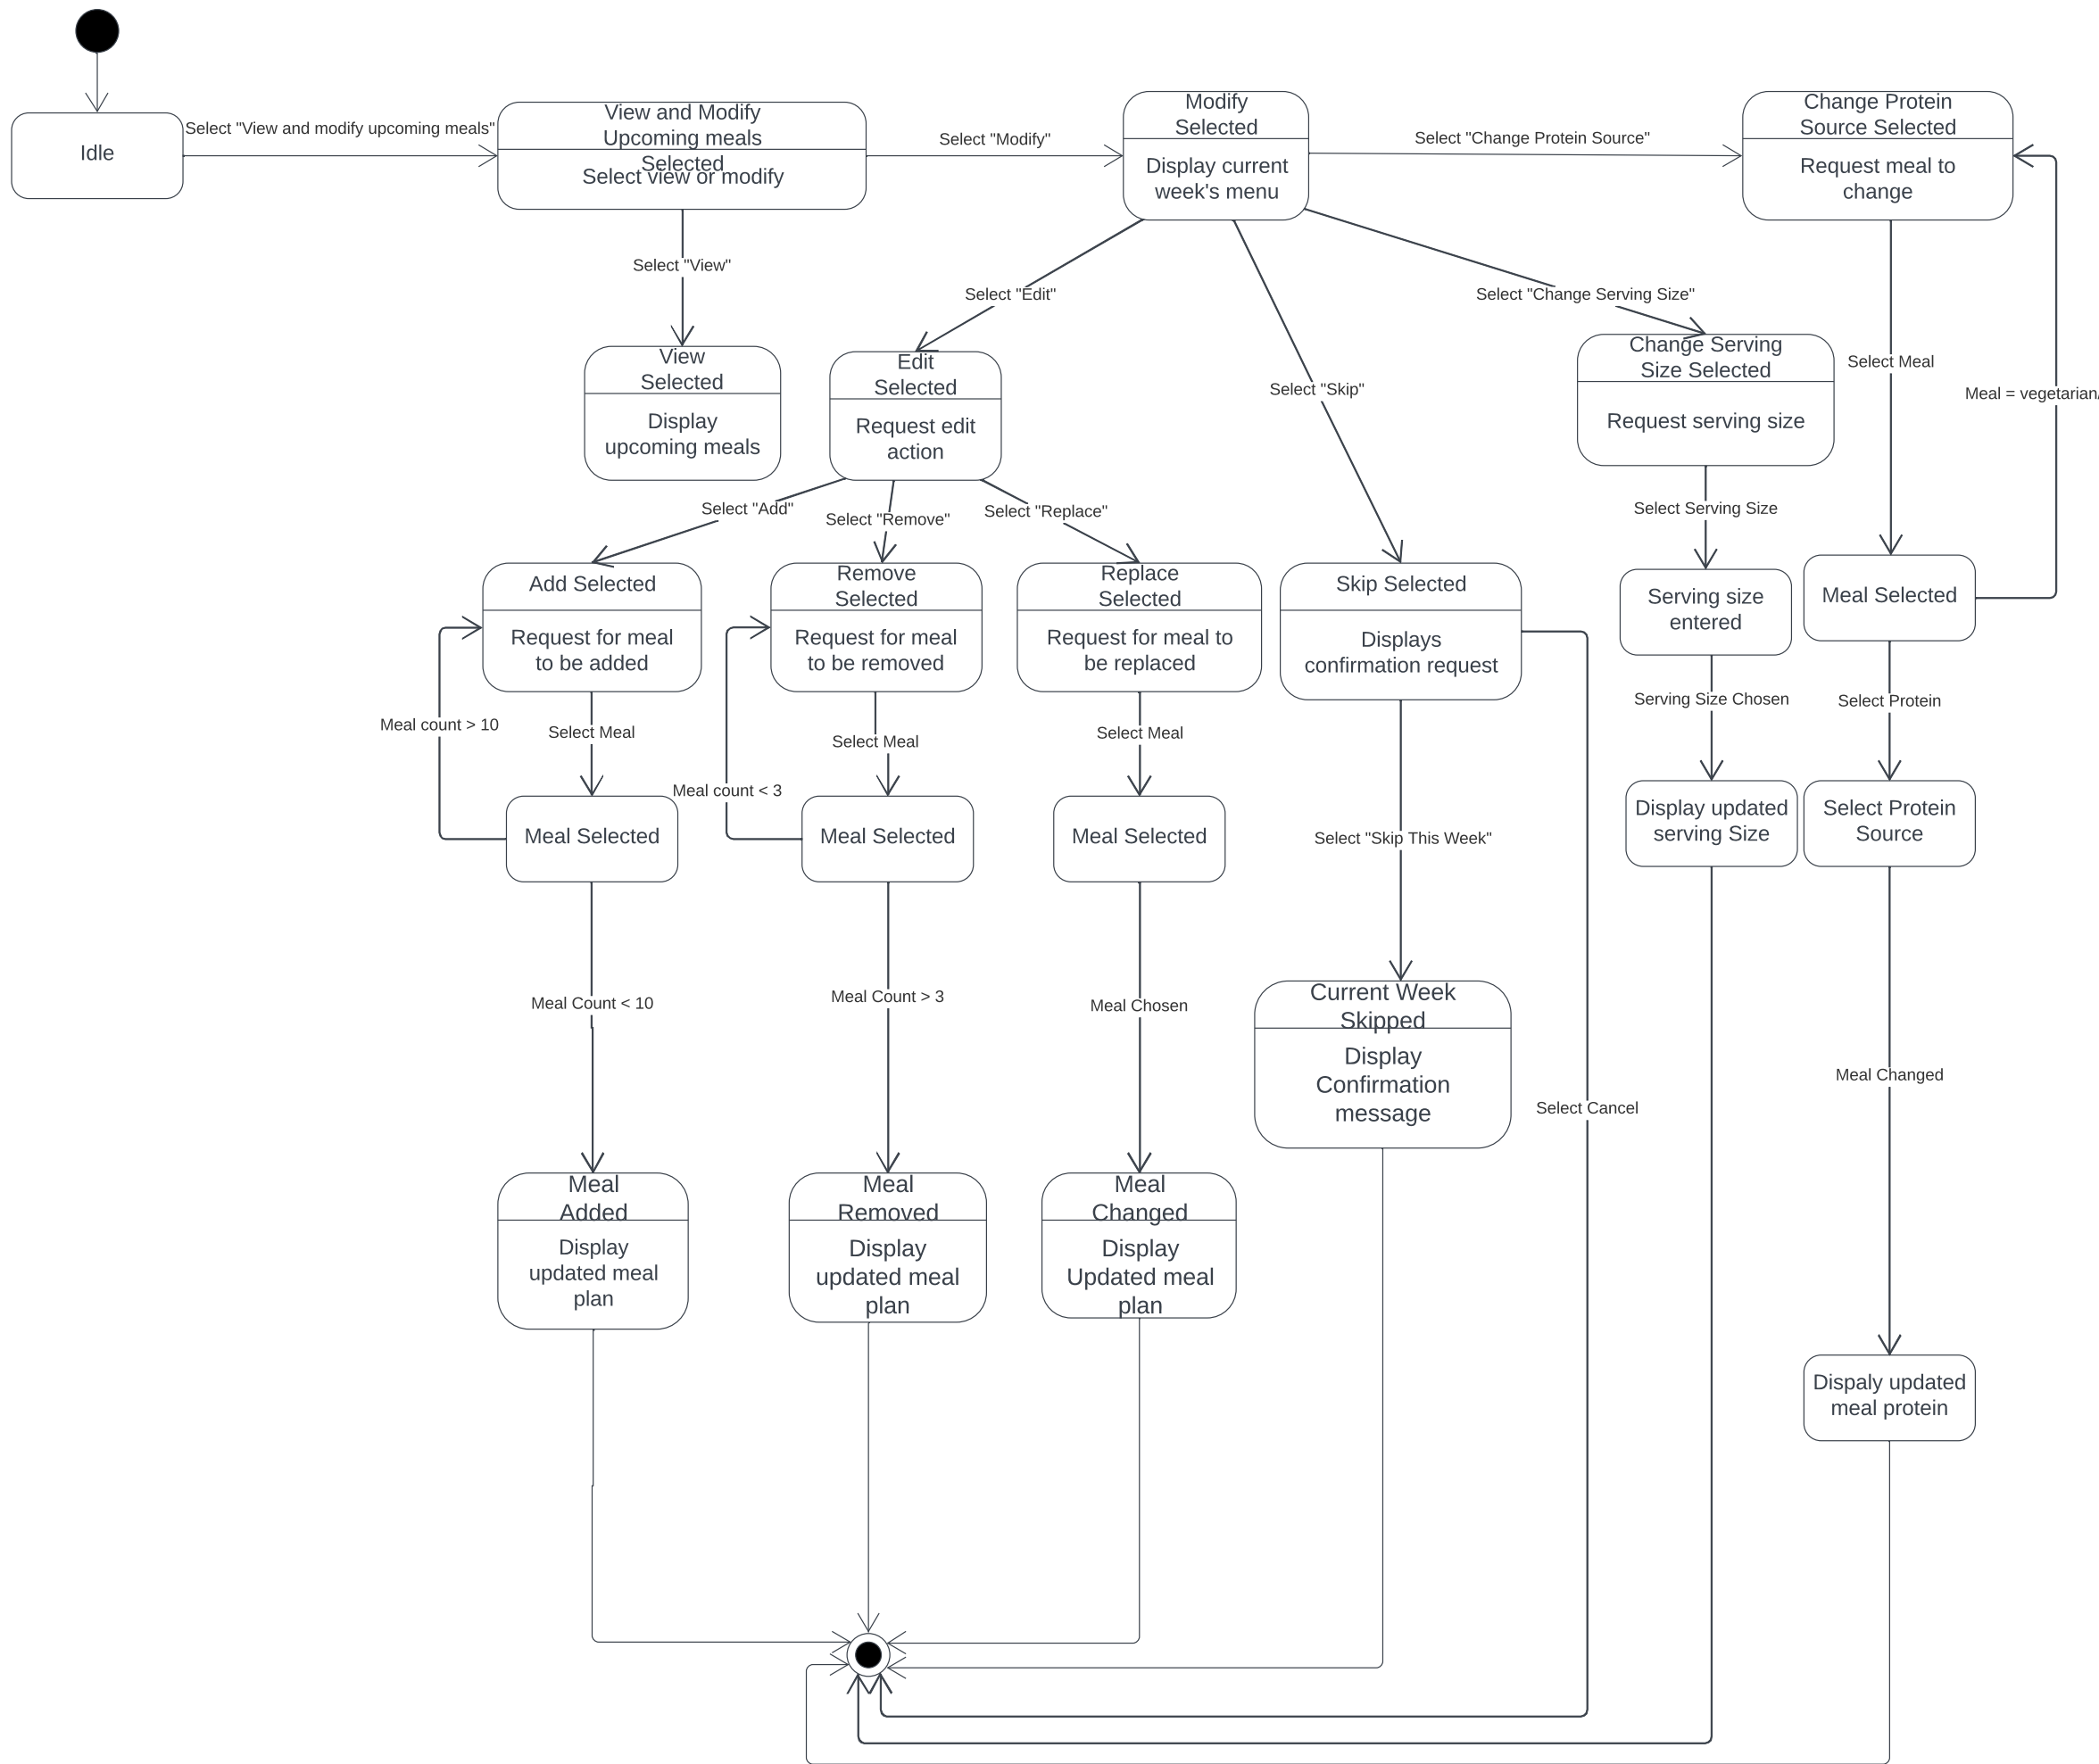 Idle
Select "View and modify upcoming meals"
View and Modify
Upcoming meals
Selected
Select view or modify
Select "Modify"
Modify
Selected
Display current
week's menu
Select "Change Protein Source"
Change Protein
Source Selected
Request meal to
change
Select "View"
Select "Edit"
Select "Skip"
Select "Change Serving Size"
Select Meal
Meal = vegetarian/
View
Selected
Display
upcoming meals
Edit
Selected
Request edit
action
Change Serving
Size Selected
Request serving size
Select "Add"
Select "Remove"
Select "Replace"
Select Serving Size
Add Selected
Request for meal
to be added
Remove
Selected
Request for meal
to be removed
Replace
Selected
Request for meal to
be replaced
Skip Selected
Displays
confirmation request
Serving size
entered
Meal Selected
Meal count > 10
Select Meal
Meal count < 3
Select Meal
Select Meal
Select "Skip This Week"
Serving Size Chosen
Select Protein
Meal Selected
Meal Selected
Meal Selected
Display updated
serving Size
Select Protein
Source
Meal Count < 10
Meal Count > 3
Meal Chosen
Current Week
Skipped
Display
Confirmation
message
Select Cancel
Meal Changed
Meal
Added
Display
updated meal
plan
Meal
Removed
Display
updated meal
plan
Meal
Changed
Display
Updated meal
plan
Dispaly updated
meal protein